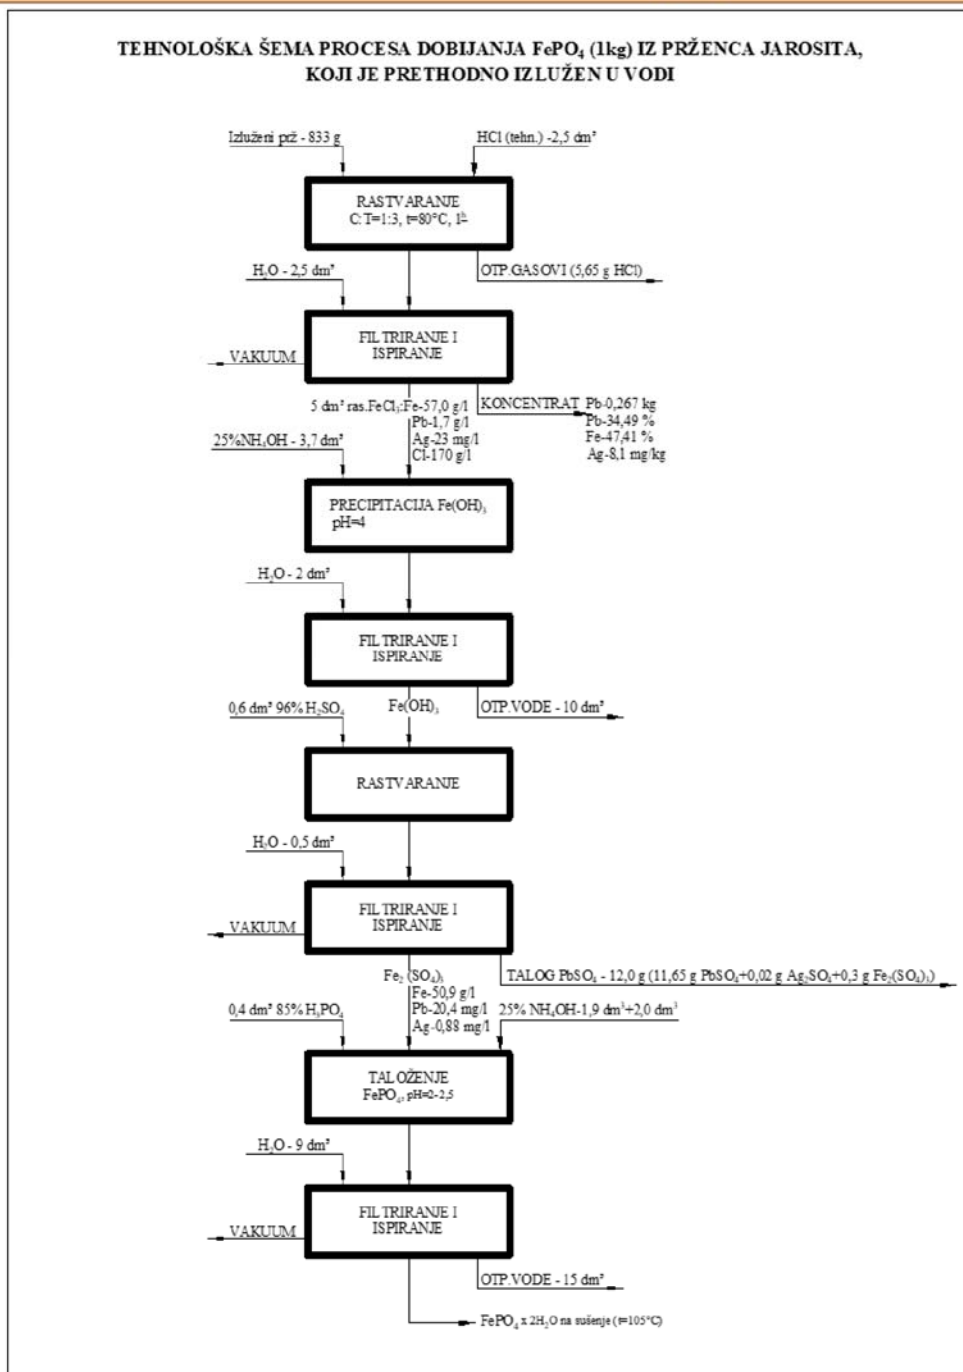 TEHNOLOŠKA ŠEMA PROCESA DOBIJANJA FePO₄ (1kg) IZ PRŽENCA JAROSITA,
KOJI JE PRETHODNO IZLUŽEN U VODI
Izluženi prž - 833 g
HCl (tehn.) -2,5 dm³
RASTVARANJE
C:T=1:3, t=80°C, 1h
H₂O - 2,5 dm³
OTP.GASOVI (5,65 g HCl)
FILTRIRANJE I
ISPIRANJE
VAKUUM
5 dm³ ras.FeCl₃:Fe-57,0 g/l
Pb-1,7 g/l
Ag-23 mg/l
Cl-170 g/l
KONCENTRAT Pb-0,267 kg
Pb-34,49 %
Fe-47,41 %
Ag-8,1 mg/kg
25%NH₄OH - 3,7 dm³
PRECIPITACIJA Fe(OH)₃
pH=4
H₂O - 2 dm³
FILTRIRANJE I
ISPIRANJE
0,6 dm³ 96% H₂SO₄
Fe(OH)₃
OTP.VODE - 10 dm³
RASTVARANJE
H₂O - 0,5 dm³
FILTRIRANJE I
ISPIRANJE
VAKUUM
TALOG PbSO₄ - 12,0 g (11,65 g PbSO₄+0,02 g Ag₂SO₄+0,3 g Fe₂(SO₄)₃)
Fe₂ (SO₄)₃
Fe-50,9 g/l
Pb-20,4 mg/l
Ag-0,88 mg/l
0,4 dm³ 85% H₃PO₄
25% NH₄OH-1,9 dm³+2,0 dm³
TALOŽENJE
FePO₄, pH=2-2,5
H₂O - 9 dm³
FILTRIRANJE I
ISPIRANJE
VAKUUM
OTP.VODE - 15 dm³
FePO₄ x 2H₂O na sušenje (t=105°C)